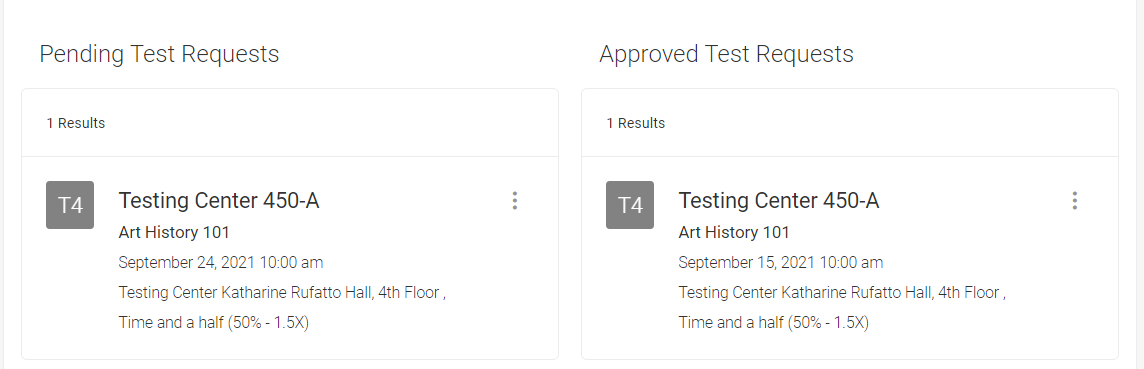 Pending Test Requests
1 Results
T4
Testing Center 450-A
Art History 101
September 24, 2021 10:00 am
Testing Center Katharine Rufatto Hall, 4th Floor ,
Time and a half (50% - 1.5X)
Approved Test Requests
1 Results
T4
Testing Center 450-A
Art History 101
September 15, 2021 10:00 am
Testing Center Katharine Rufatto Hall, 4th Floor ,
Time and a half (50% - 1.5X)